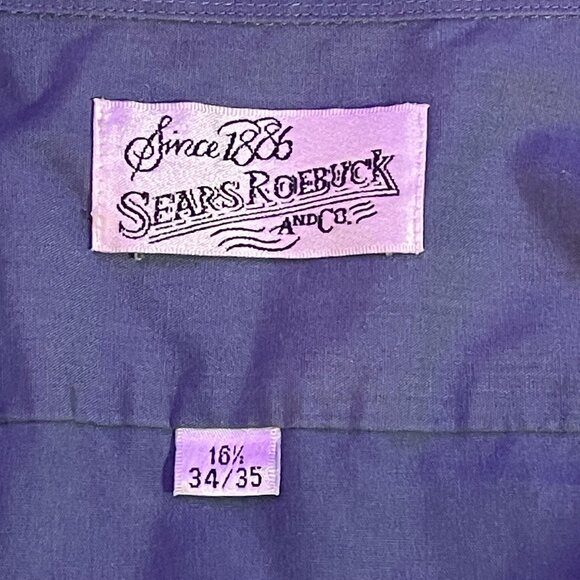 Since 1886
SEARS ROEBUCK
AND CO.
16½
34/35